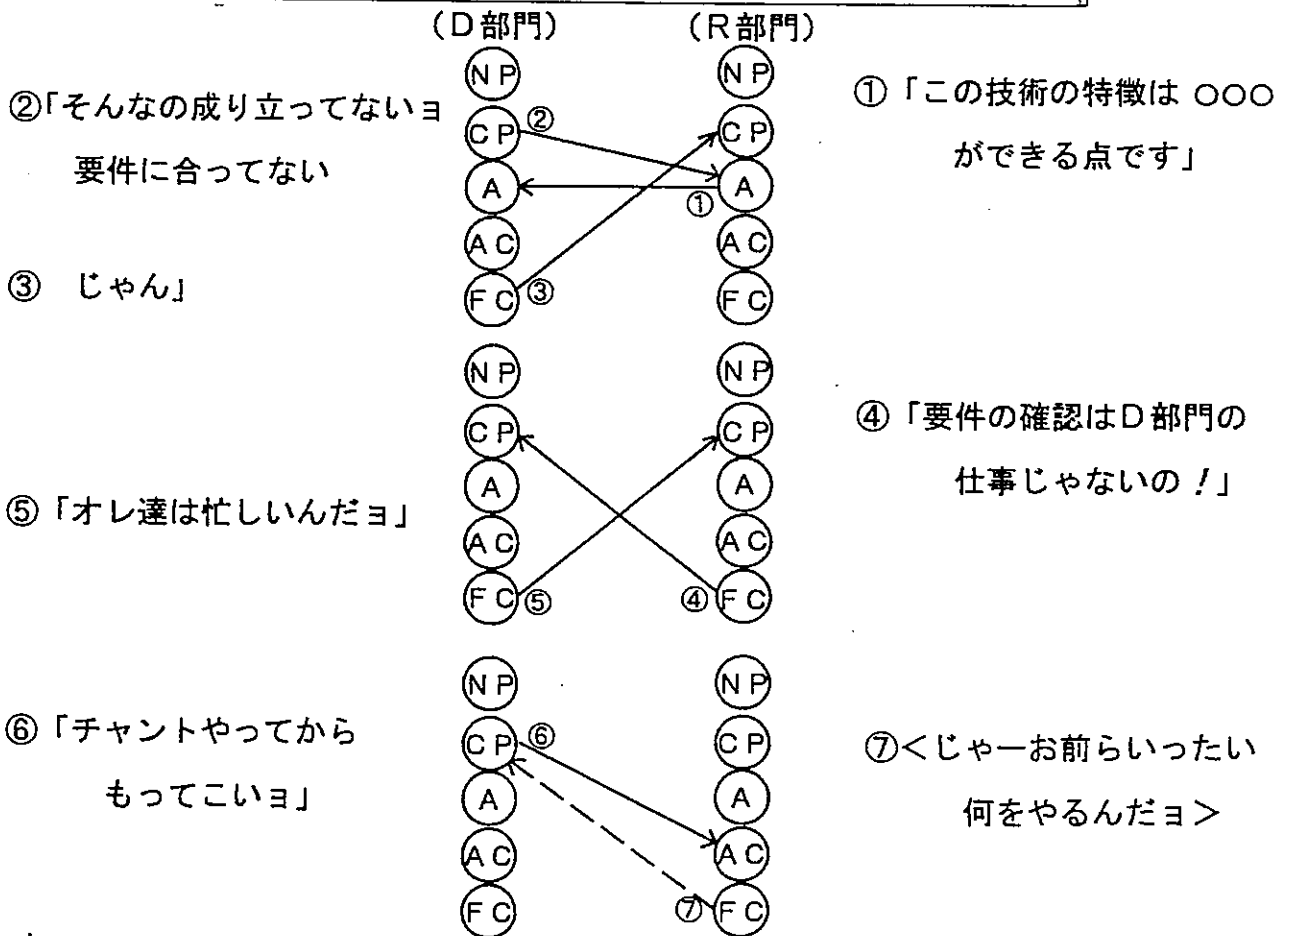 (D部門)
(R部門)
NP
NP
①「この技術の特徴は ○○○
ができる点です」
②「そんなの成り立ってないョ
要件に合ってない
③ じゃん」
CP
②
CP
A
①
A
AC
AC
FC
③
FC
NP
NP
CP
CP
④「要件の確認はD部門の
仕事じゃないの!」
A
A
⑤「オレ達は忙しいんだョ」
AC
AC
FC
⑤
④
FC
NP
NP
⑥「チャントやってから
もってこいョ」
CP
⑥
CP
⑦<じゃーお前らいったい
何をやるんだョ>
A
A
AC
AC
FC
⑦
FC